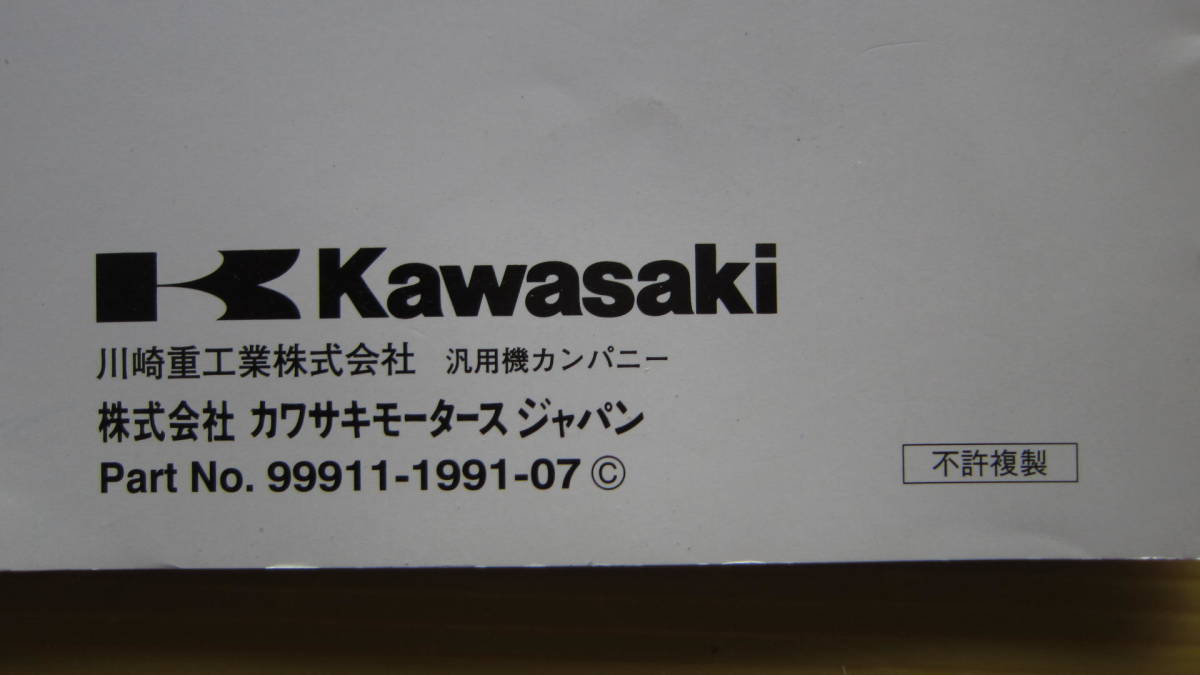 Kawasaki
川崎重工業株式会社 汎用機カンパニー
株式会社 カワサキモータース ジャパン
Part No. 99911-1991-07 ©
不許複製